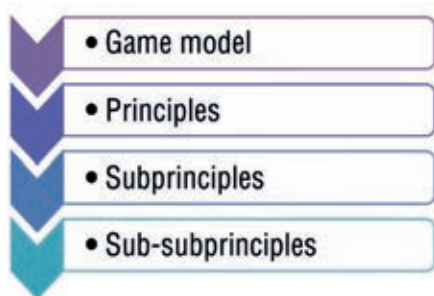 • Game model
• Principles
• Subprinciples
• Sub-subprinciples